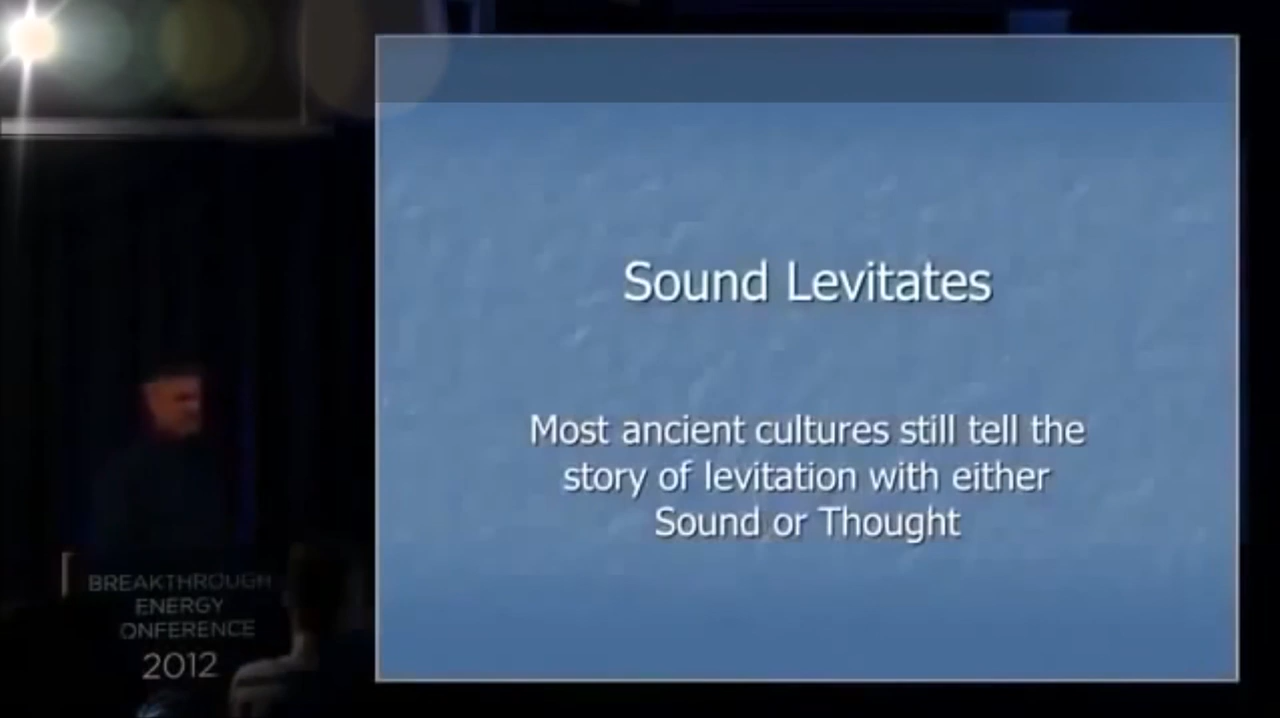 Sound Levitates
Most ancient cultures still tell the
story of levitation with either
Sound or Thought
BREAKTHROUGH
ENERGY
ONFERENCE
2012